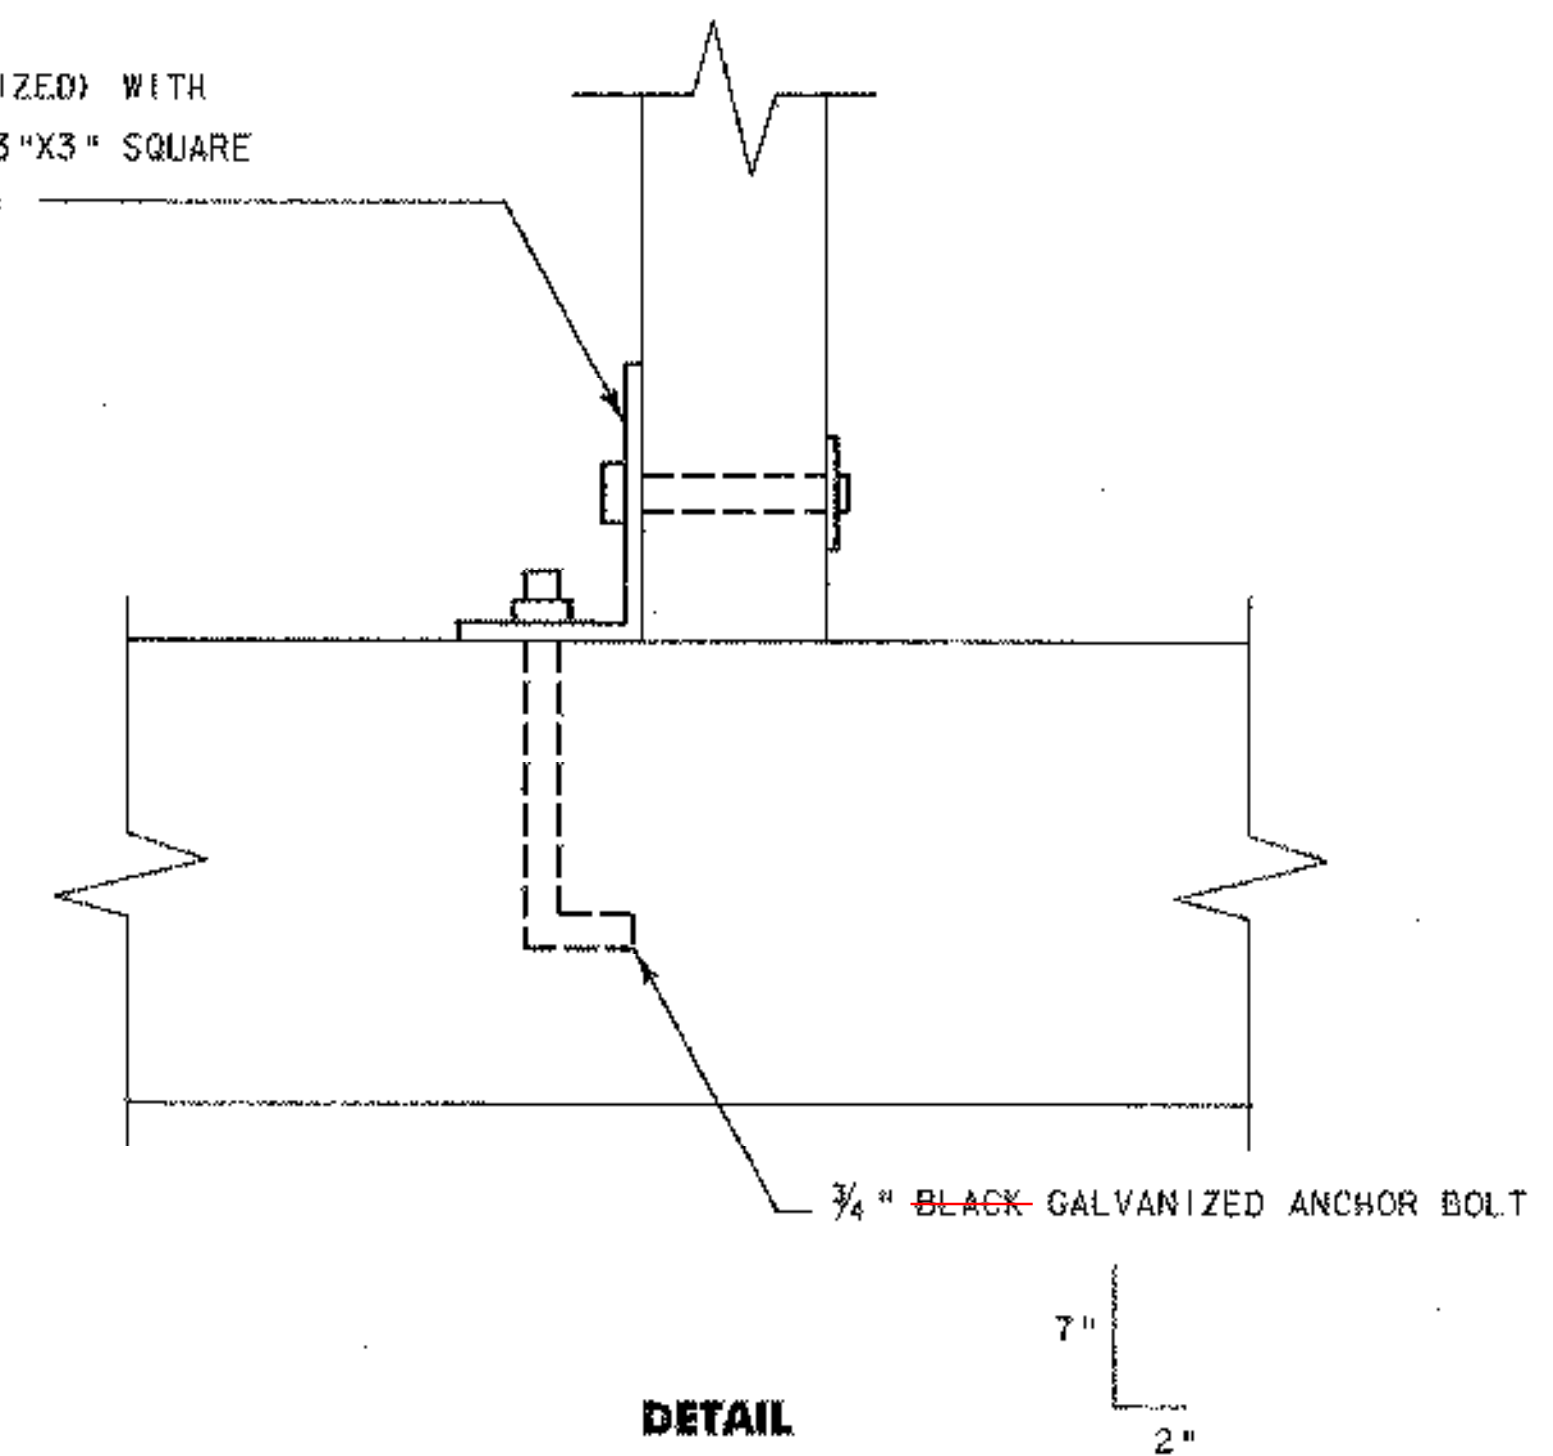 IZED) WITH
3"X3" SQUARE
3/4" BLACK GALVANIZED ANCHOR BOLT
7"
2"
DETAIL